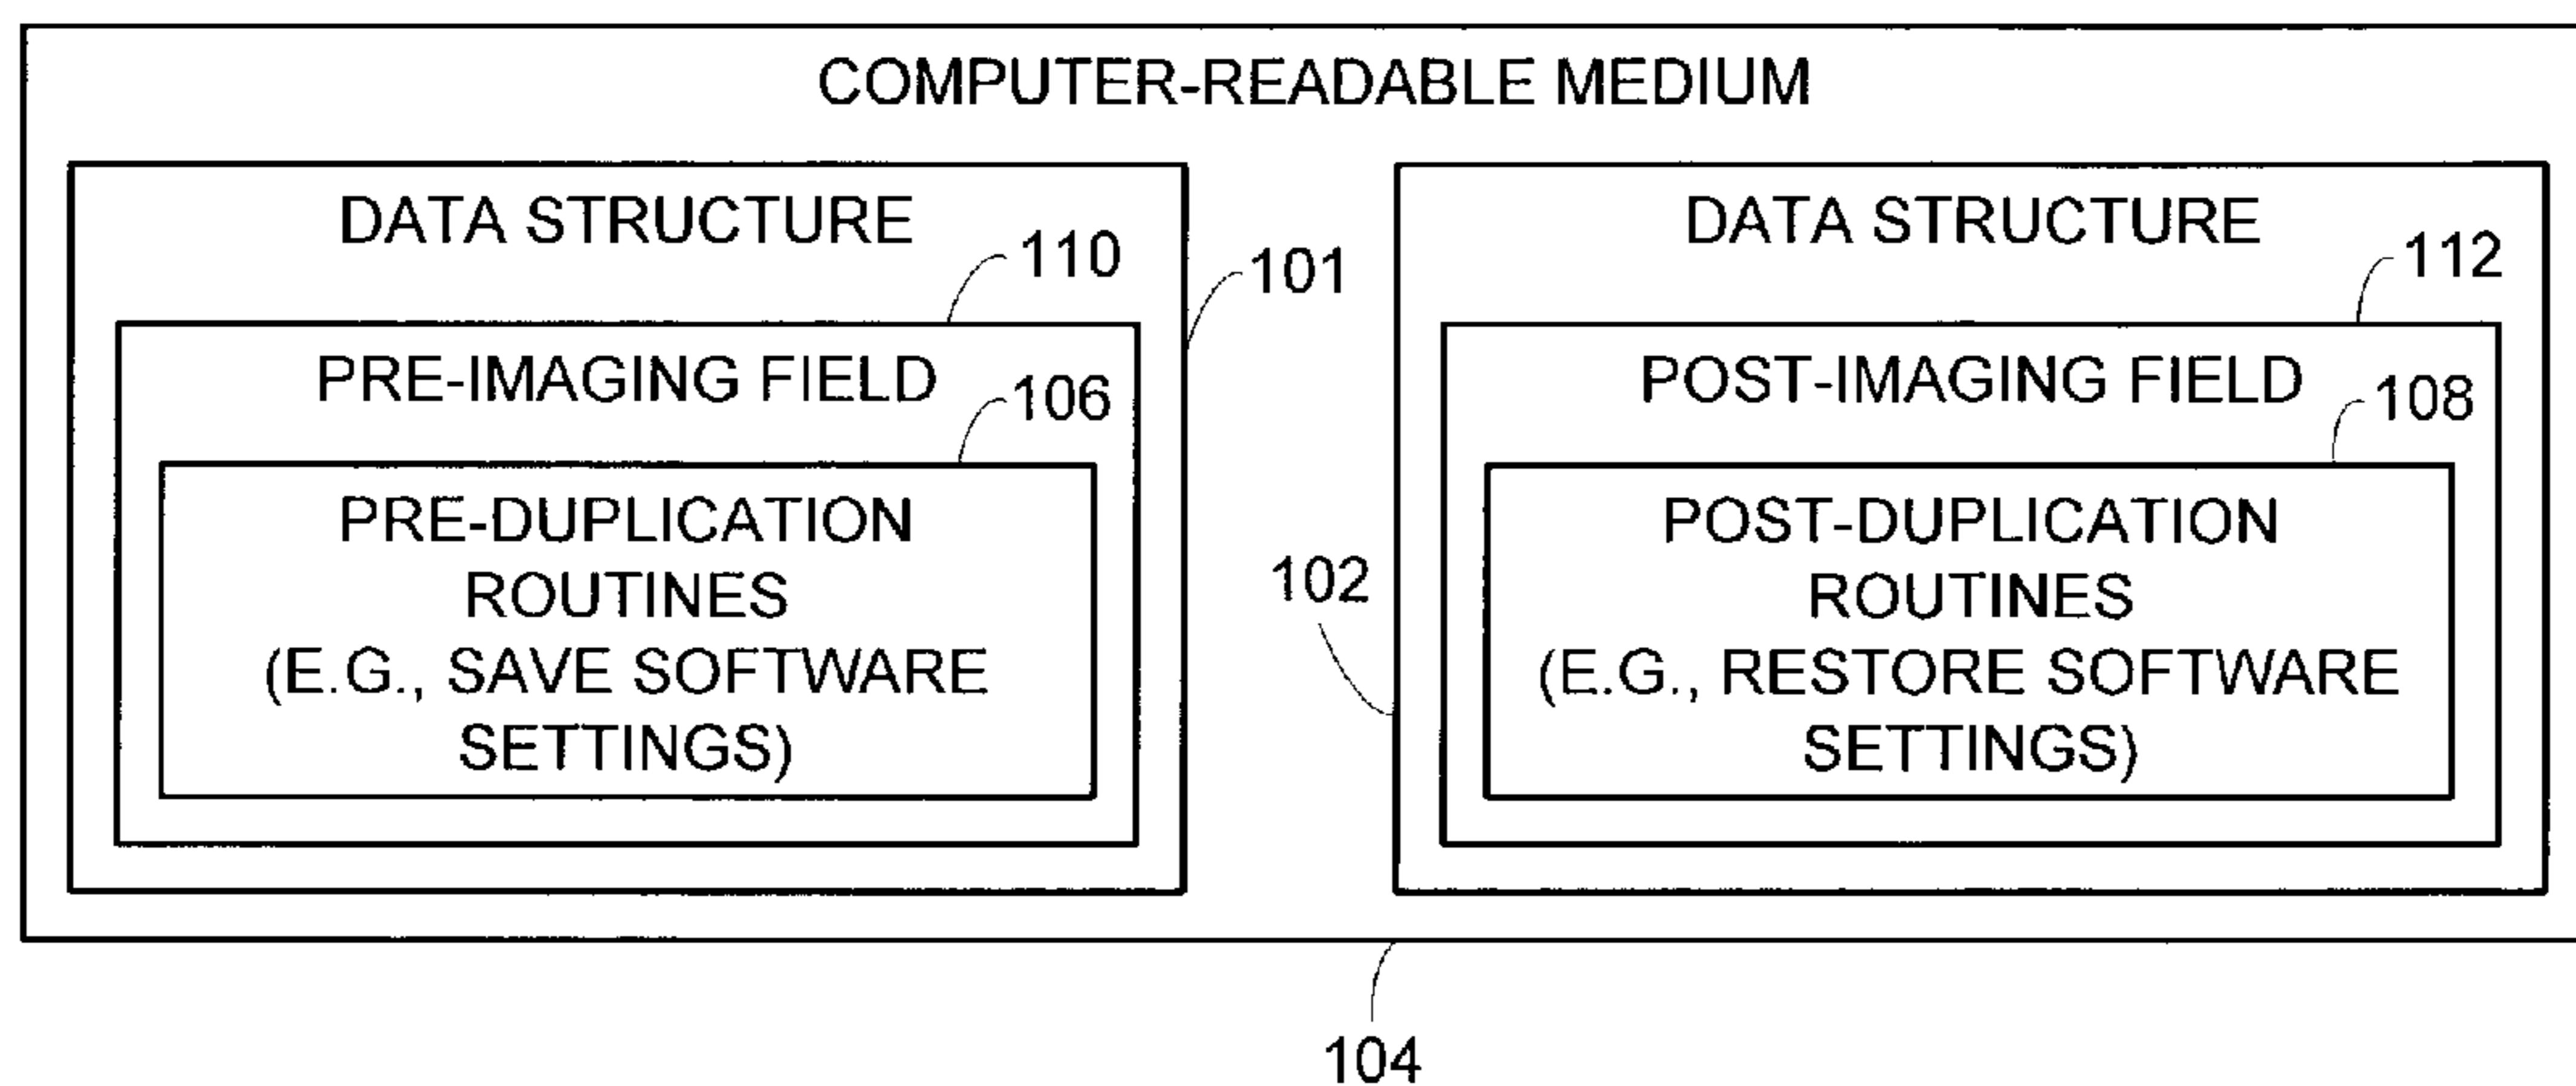 COMPUTER-READABLE MEDIUM
DATA STRUCTURE
110
101
PRE-IMAGING FIELD
106
PRE-DUPLICATION
ROUTINES
(E.G., SAVE SOFTWARE
SETTINGS)
DATA STRUCTURE
112
102
POST-IMAGING FIELD
108
POST-DUPLICATION
ROUTINES
(E.G., RESTORE SOFTWARE
SETTINGS)
104